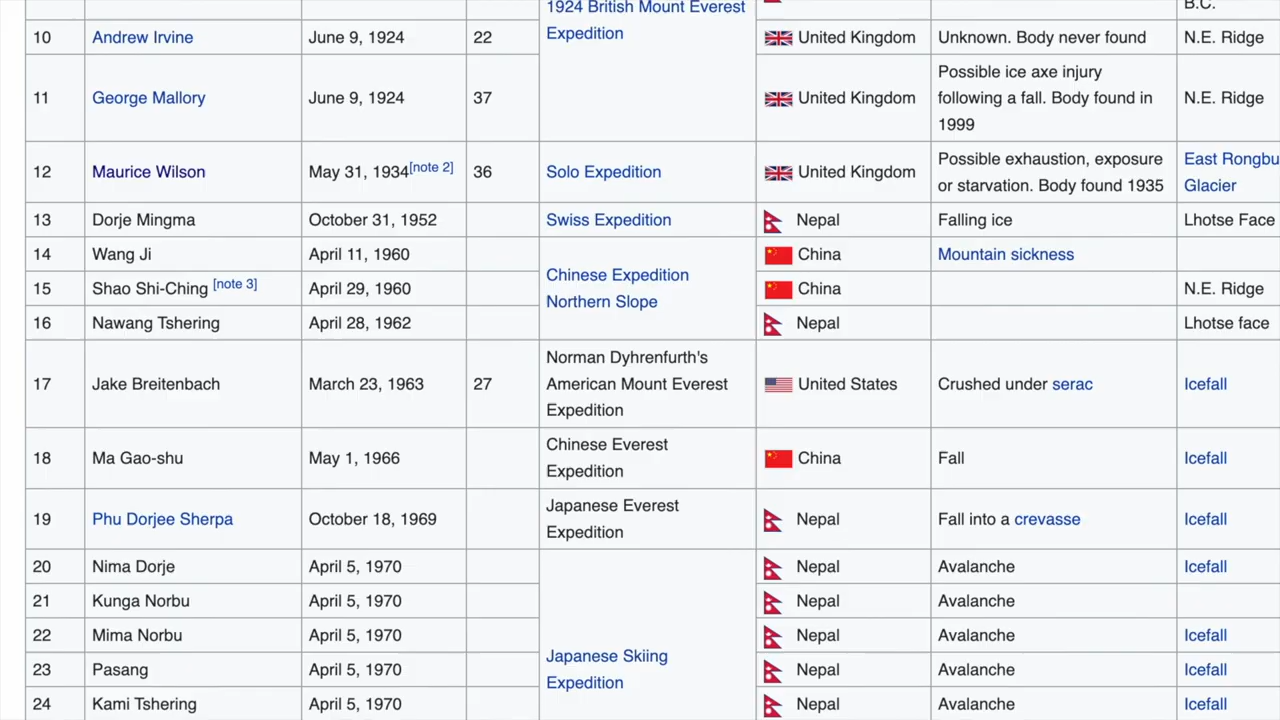 1924 British Mount Everest
Expedition
B.C.
10 Andrew Irvine June 9, 1924 22 United Kingdom Unknown. Body never found N.E. Ridge
11 George Mallory June 9, 1924 37 United Kingdom Possible ice axe injury
following a fall. Body found in
1999 N.E. Ridge
12 Maurice Wilson May 31, 1934[note 2] 36 Solo Expedition United Kingdom Possible exhaustion, exposure
or starvation. Body found 1935 East Rongbu
Glacier
13 Dorje Mingma October 31, 1952 Swiss Expedition Nepal Falling ice Lhotse Face
14 Wang Ji April 11, 1960 Chinese Expedition
Northern Slope China Mountain sickness
15 Shao Shi-Ching [note 3] April 29, 1960 China N.E. Ridge
16 Nawang Tshering April 28, 1962 Nepal Lhotse face
17 Jake Breitenbach March 23, 1963 27 Norman Dyhrenfurth's
American Mount Everest
Expedition United States Crushed under serac Icefall
18 Ma Gao-shu May 1, 1966 Chinese Everest
Expedition China Fall Icefall
19 Phu Dorjee Sherpa October 18, 1969 Japanese Everest
Expedition Nepal Fall into a crevasse Icefall
20 Nima Dorje April 5, 1970 Nepal Avalanche Icefall
21 Kunga Norbu April 5, 1970 Nepal Avalanche
22 Mima Norbu April 5, 1970 Japanese Skiing
Expedition Nepal Avalanche Icefall
23 Pasang April 5, 1970 Nepal Avalanche Icefall
24 Kami Tshering April 5, 1970 Nepal Avalanche Icefall